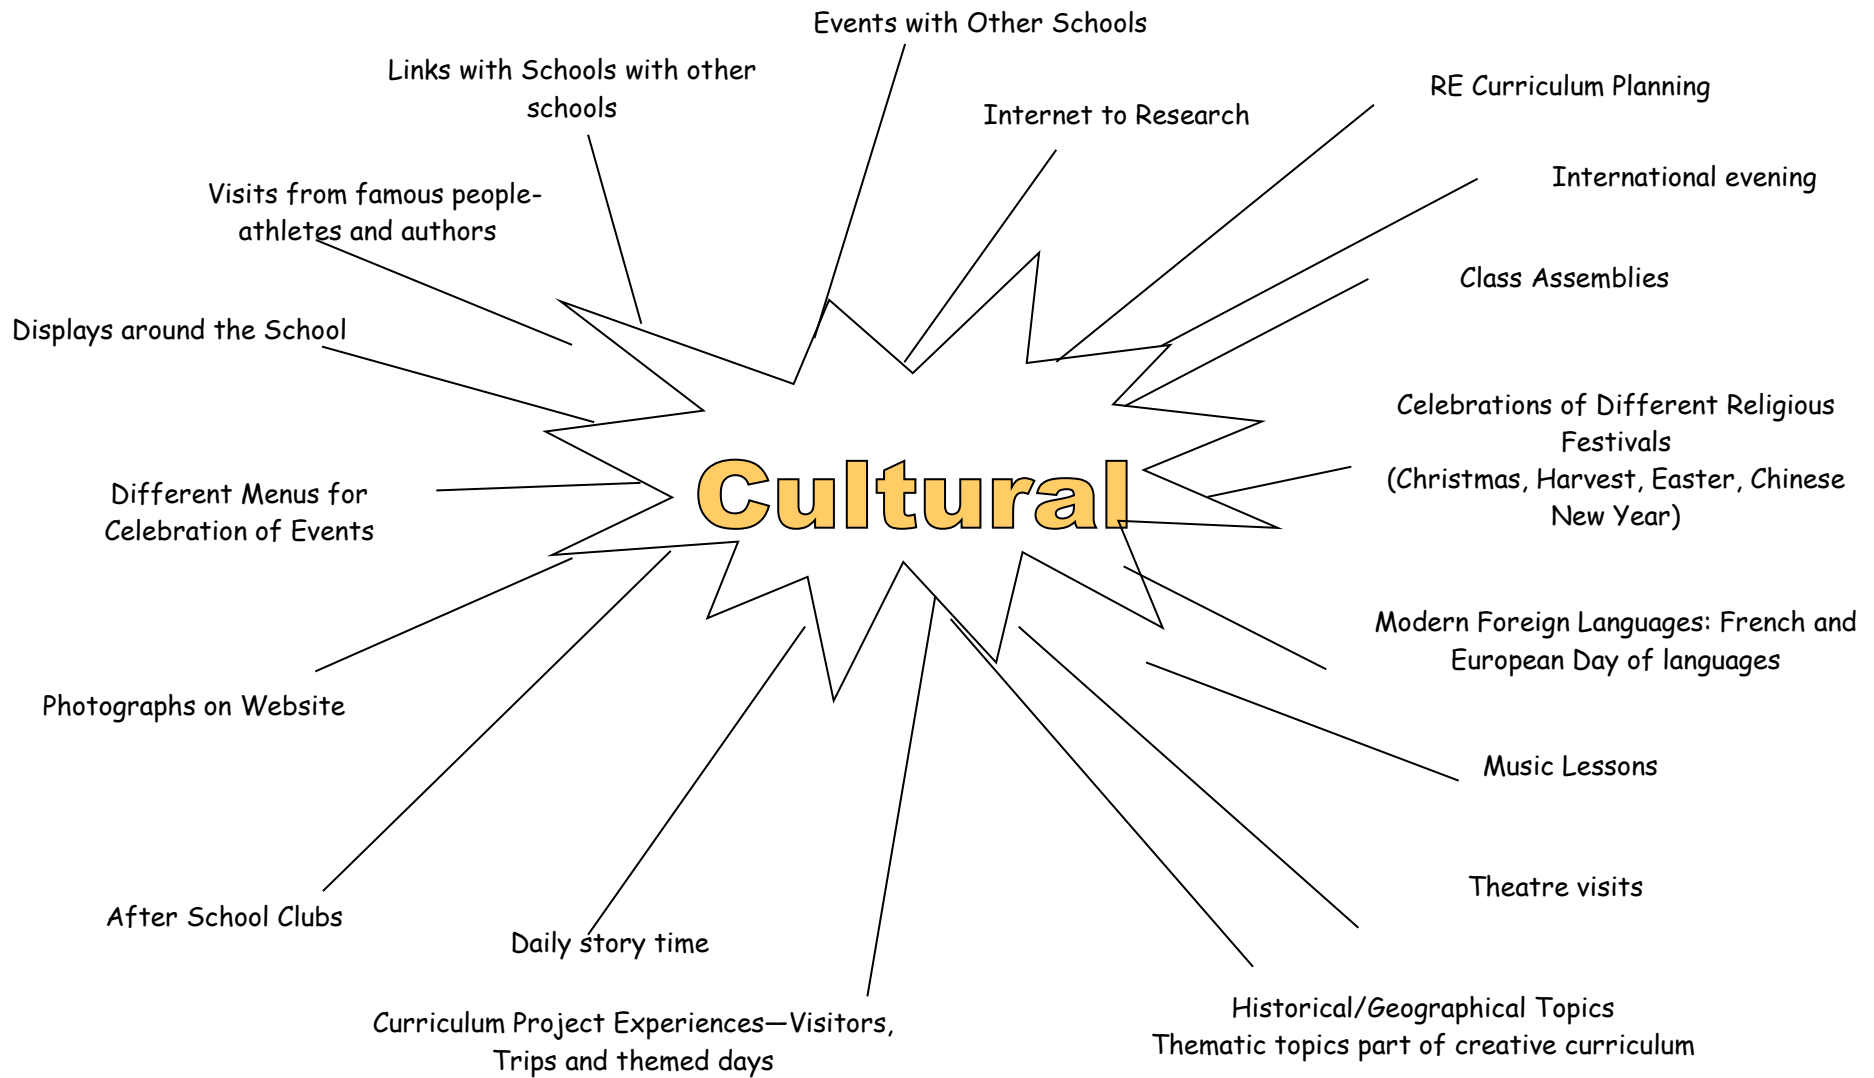 Events with Other Schools
Links with Schools with other
schools
RE Curriculum Planning
Internet to Research
International evening
Visits from famous people-
athletes and authors
Class Assemblies
Displays around the School
Celebrations of Different Religious
Festivals
(Christmas, Harvest, Easter, Chinese
New Year)
Cultural
Different Menus for
Celebration of Events
Modern Foreign Languages: French and
European Day of languages
Photographs on Website
Music Lessons
Theatre visits
After School Clubs
Daily story time
Curriculum Project Experiences—Visitors,
Trips and themed days
Historical/Geographical Topics
Thematic topics part of creative curriculum